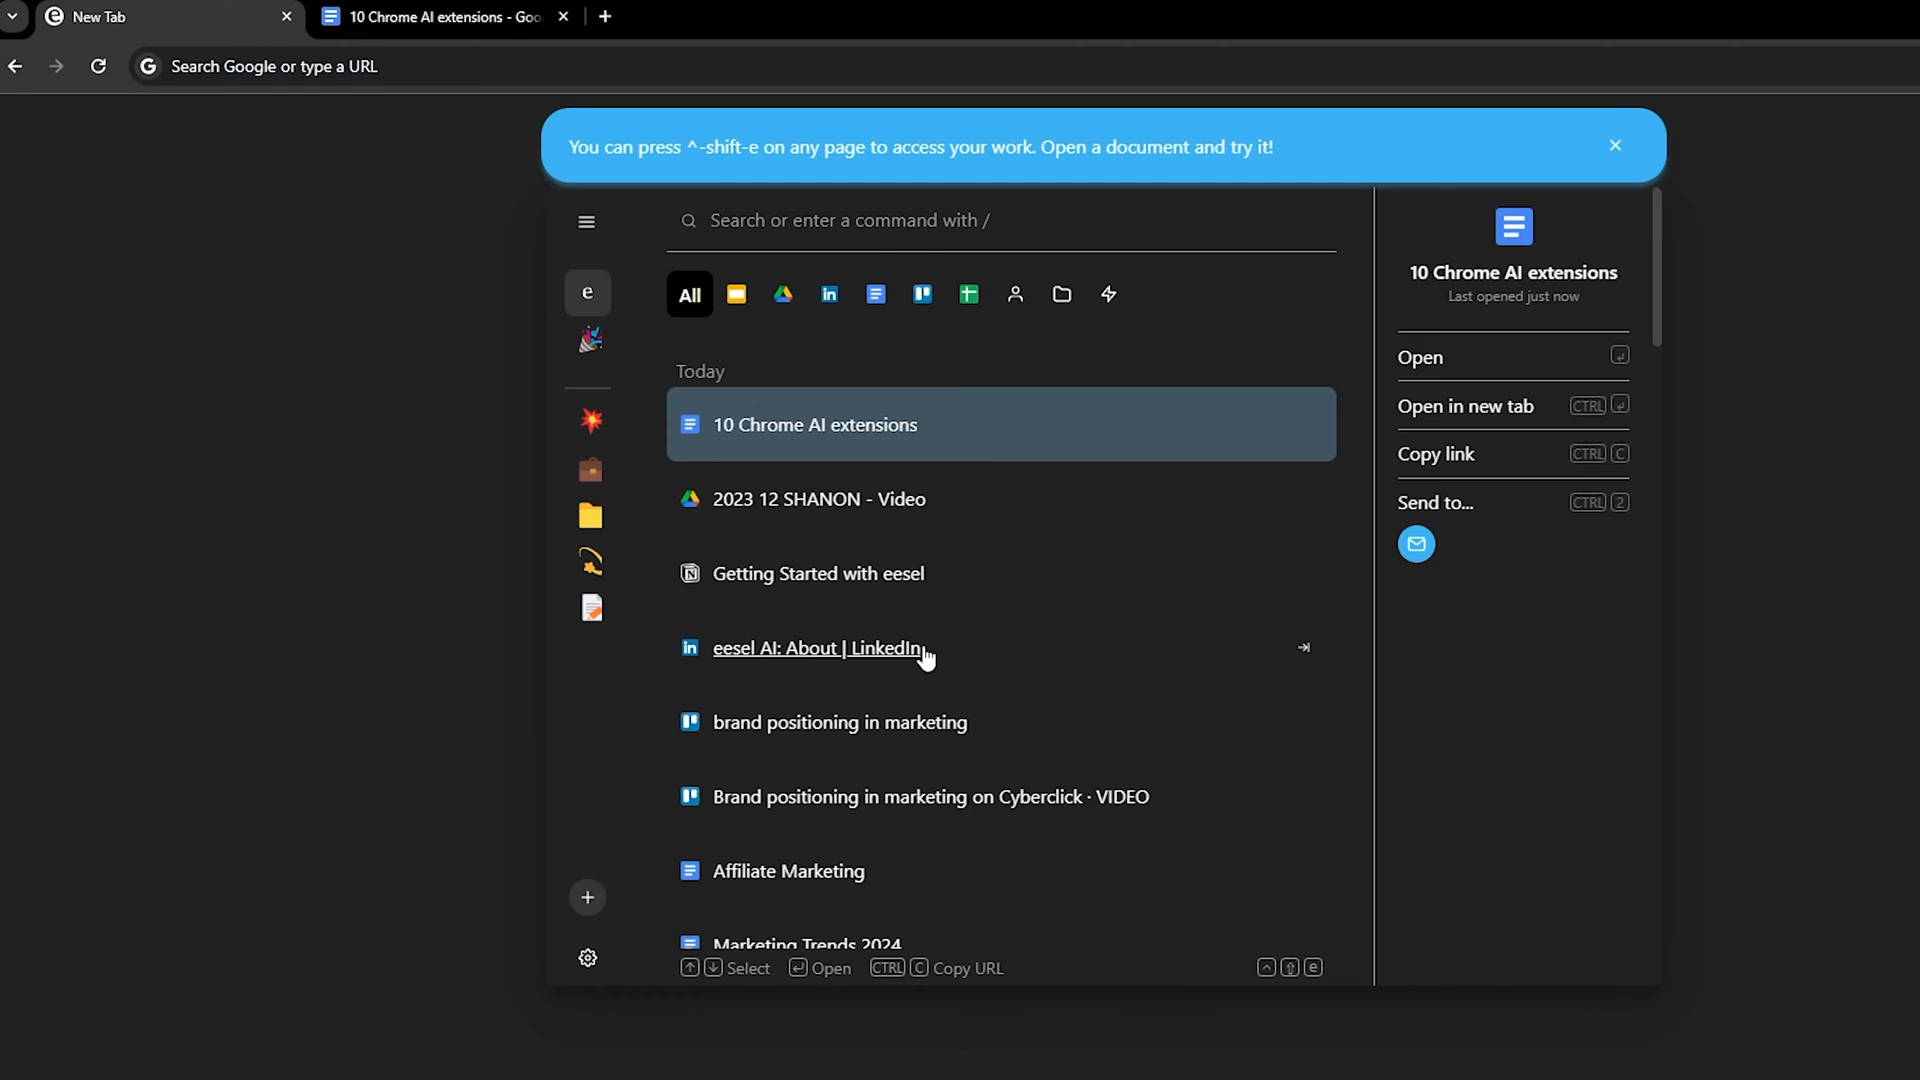 New Tab
10 Chrome AI extensions - Goo
Search Google or type a URL
You can press ^-shift-e on any page to access your work. Open a document and try it!
Search or enter a command with /
e
All
Today
10 Chrome AI extensions
2023 12 SHANON - Video
Getting Started with eesel
eesel AI: About | LinkedIn
brand positioning in marketing
Brand positioning in marketing on Cyberclick · VIDEO
Affiliate Marketing
Marketing Trends 2024
Select Open CTRL C Copy URL
e
10 Chrome AI extensions
Last opened just now
Open
Open in new tab CTRL
Copy link CTRL C
Send to... CTRL 2